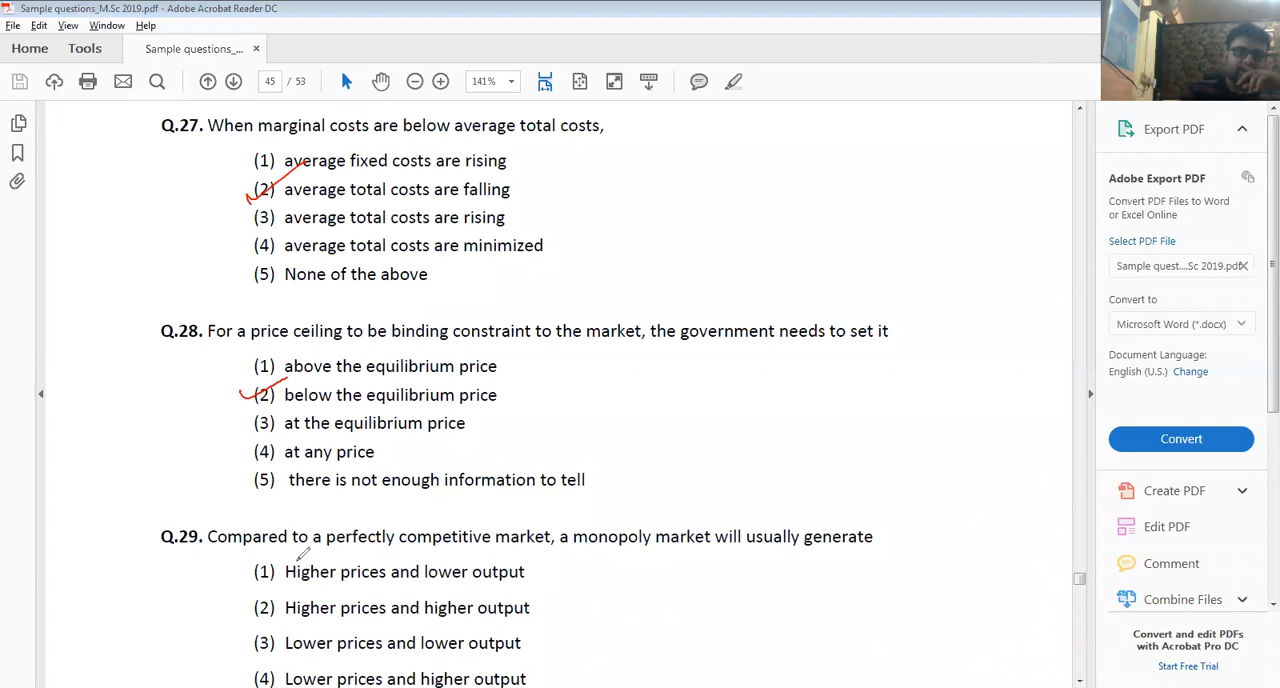 Sample questions_M.Sc 2019.pdf - Adobe Acrobat Reader DC
File Edit View Window Help
Home Tools Sample questions_... ×
45 / 53 141%
Q.27. When marginal costs are below average total costs,
(1) average fixed costs are rising
(2) average total costs are falling
(3) average total costs are rising
(4) average total costs are minimized
(5) None of the above
Q.28. For a price ceiling to be binding constraint to the market, the government needs to set it
(1) above the equilibrium price
(2) below the equilibrium price
(3) at the equilibrium price
(4) at any price
(5) there is not enough information to tell
Q.29. Compared to a perfectly competitive market, a monopoly market will usually generate
(1) Higher prices and lower output
(2) Higher prices and higher output
(3) Lower prices and lower output
(4) Lower prices and higher output
Export PDF
Adobe Export PDF
Convert PDF Files to Word
or Excel Online
Select PDF File
Sample quest....Sc 2019.pdf ×
Convert to
Microsoft Word (*.docx)
Document Language:
English (U.S.) Change
Convert
Create PDF
Edit PDF
Comment
Combine Files
Convert and edit PDFs
with Acrobat Pro DC
Start Free Trial